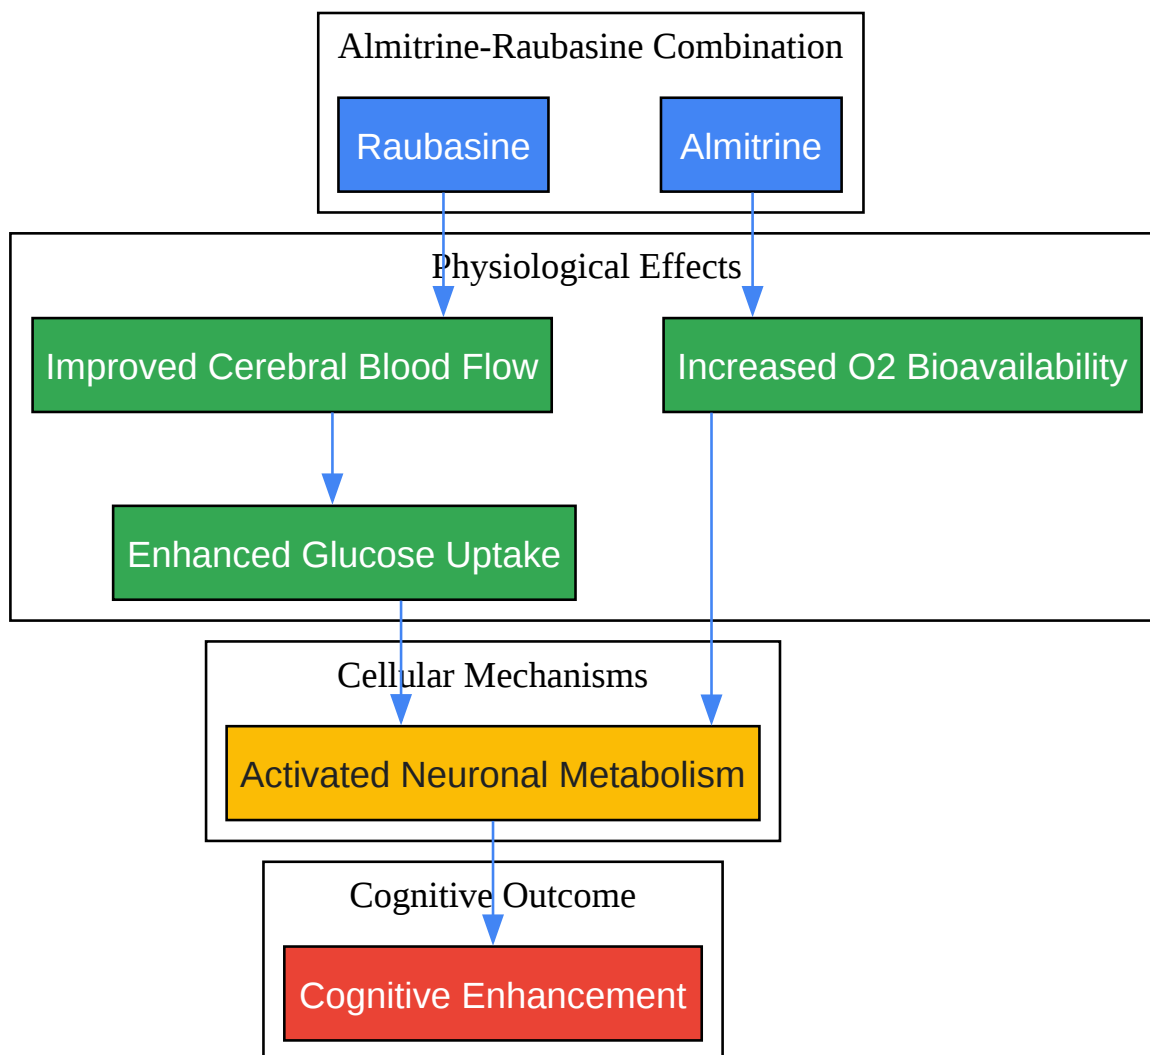 Almitrine-Raubasine Combination
Raubasine
Almitrine
Physiological Effects
Improved Cerebral Blood Flow
Increased O2 Bioavailability
Enhanced Glucose Uptake
Cellular Mechanisms
Activated Neuronal Metabolism
Cognitive Outcome
Cognitive Enhancement